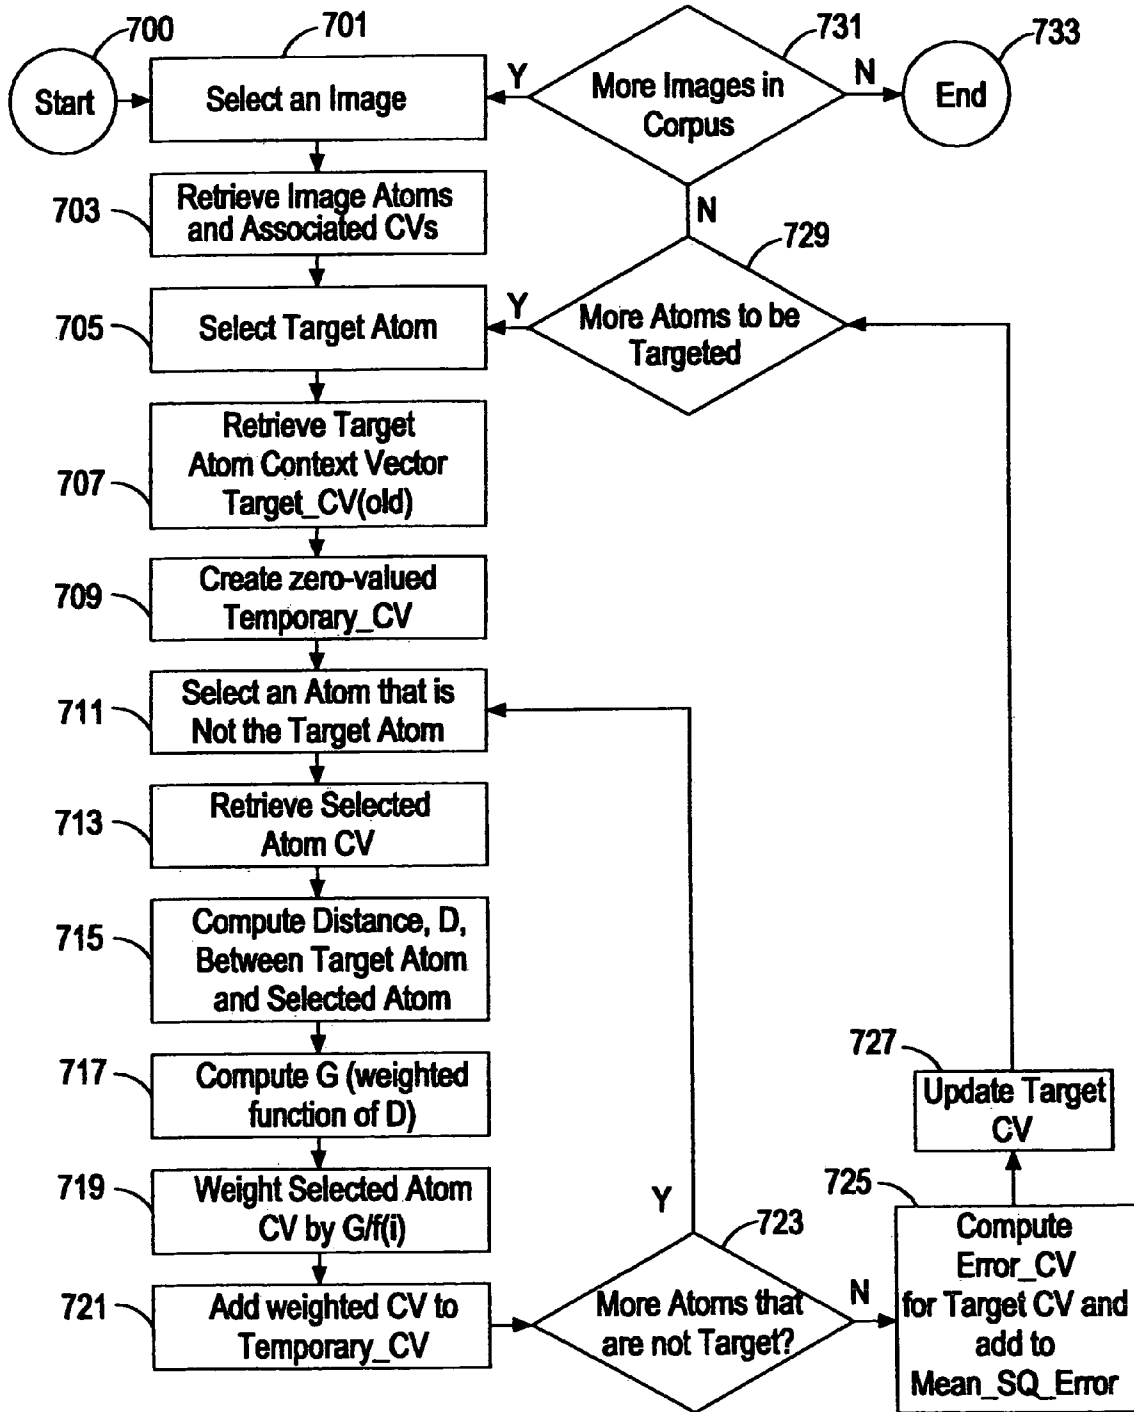 700
Start
701
Select an Image
Y
731
More Images in
Corpus
N
733
End
703
Retrieve Image Atoms
and Associated CVs
N
729
705
Select Target Atom
Y
More Atoms to be
Targeted
707
Retrieve Target
Atom Context Vector
Target_CV(old)
709
Create zero-valued
Temporary_CV
711
Select an Atom that is
Not the Target Atom
713
Retrieve Selected
Atom CV
715
Compute Distance, D,
Between Target Atom
and Selected Atom
717
Compute G (weighted
function of D)
719
Weight Selected Atom
CV by G/f(i)
721
Add weighted CV to
Temporary_CV
Y
723
More Atoms that
are not Target?
N
725
Compute
Error_CV
for Target CV and
add to
Mean_SQ_Error
727
Update Target
CV